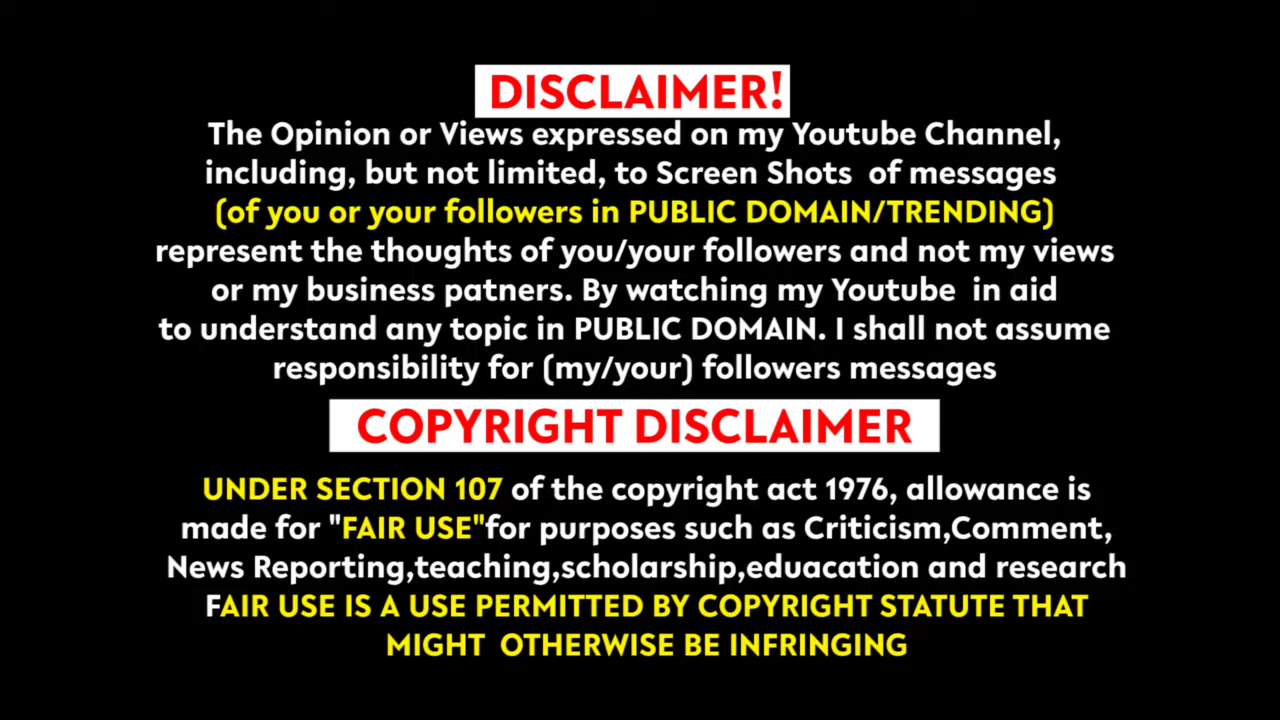 DISCLAIMER!
The Opinion or Views expressed on my Youtube Channel,
including, but not limited, to Screen Shots of messages
(of you or your followers in PUBLIC DOMAIN/TRENDING)
represent the thoughts of you/your followers and not my views
or my business patners. By watching my Youtube in aid
to understand any topic in PUBLIC DOMAIN. I shall not assume
responsibility for (my/your) followers messages
COPYRIGHT DISCLAIMER
UNDER SECTION 107 of the copyright act 1976, allowance is
made for "FAIR USE"for purposes such as Criticism,Comment,
News Reporting,teaching,scholarship,eduacation and research
FAIR USE IS A USE PERMITTED BY COPYRIGHT STATUTE THAT
MIGHT OTHERWISE BE INFRINGING